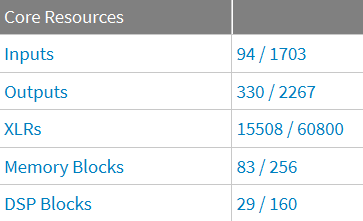 Core Resources
Inputs 94 / 1703
Outputs 330 / 2267
XLRs 15508 / 60800
Memory Blocks 83 / 256
DSP Blocks 29 / 160